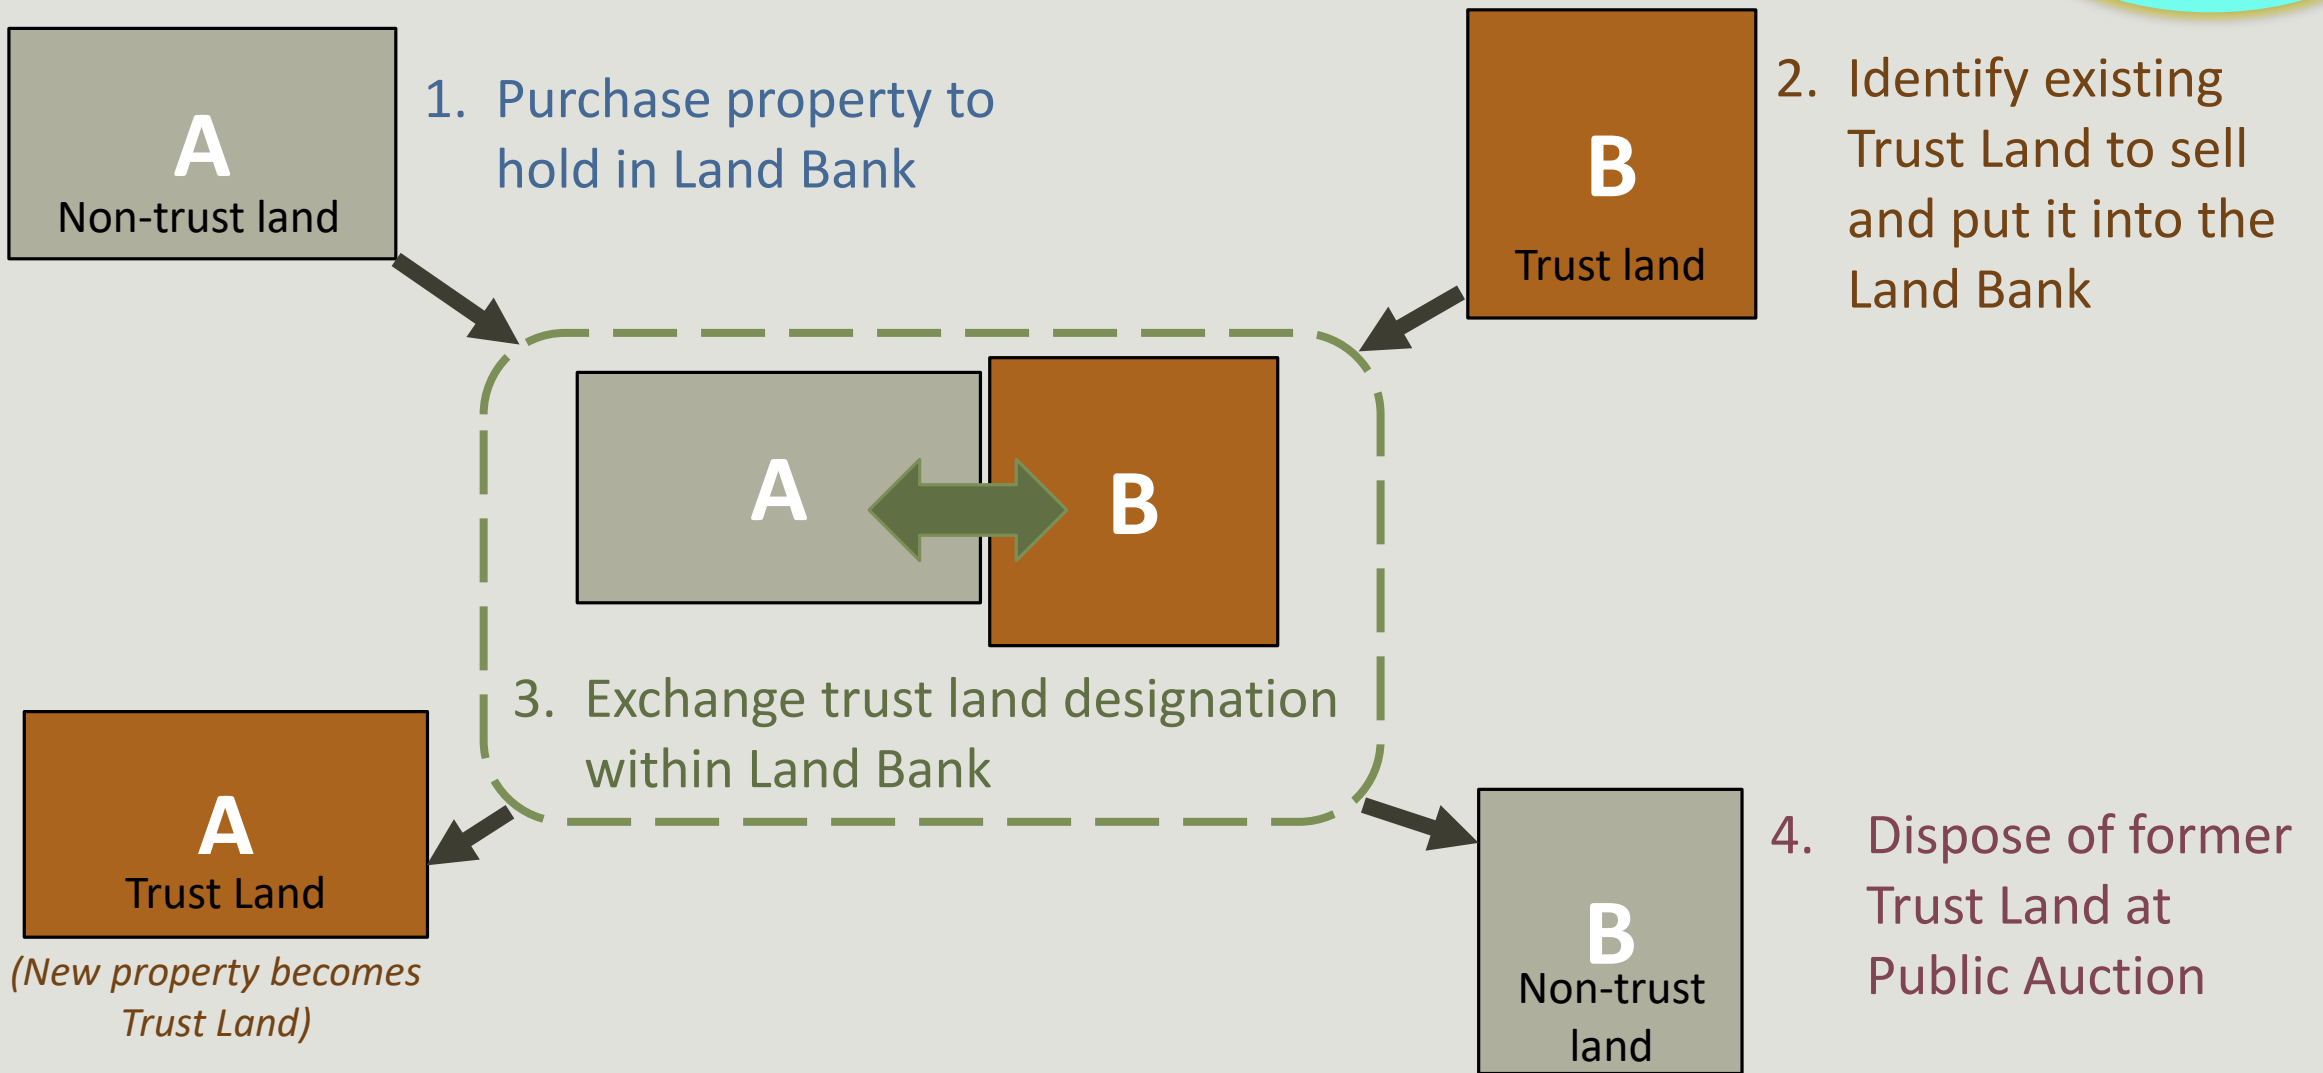 A
Non-trust land
1. Purchase property to
hold in Land Bank
B
Trust land
2. Identify existing
Trust Land to sell
and put it into the
Land Bank
A
B
3. Exchange trust land designation
within Land Bank
A
Trust Land
(New property becomes
Trust Land)
B
Non-trust
land
4. Dispose of former
Trust Land at
Public Auction